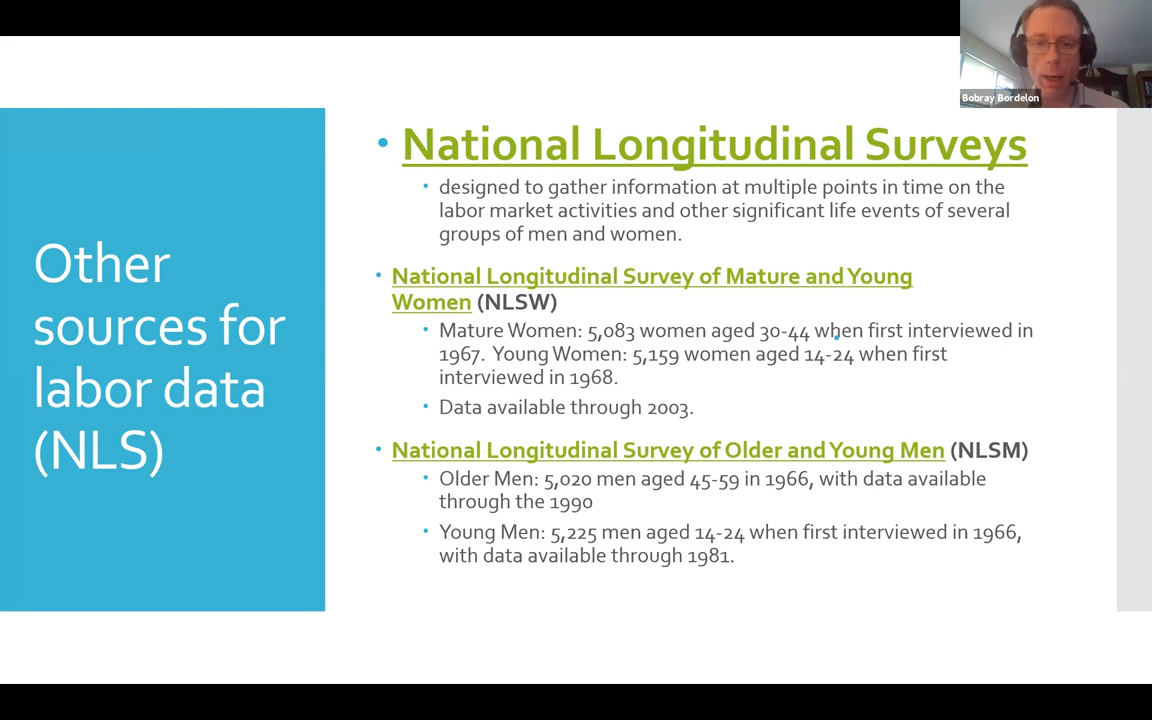 Bobray Bordelon
Other
sources for
labor data
(NLS)
• National Longitudinal Surveys
• designed to gather information at multiple points in time on the
labor market activities and other significant life events of several
groups of men and women.
• National Longitudinal Survey of Mature and Young
Women (NLSW)
• Mature Women: 5,083 women aged 30-44 when first interviewed in
1967. Young Women: 5,159 women aged 14-24 when first
interviewed in 1968.
• Data available through 2003.
• National Longitudinal Survey of Older and Young Men (NLSM)
• Older Men: 5,020 men aged 45-59 in 1966, with data available
through the 1990
• Young Men: 5,225 men aged 14-24 when first interviewed in 1966,
with data available through 1981.